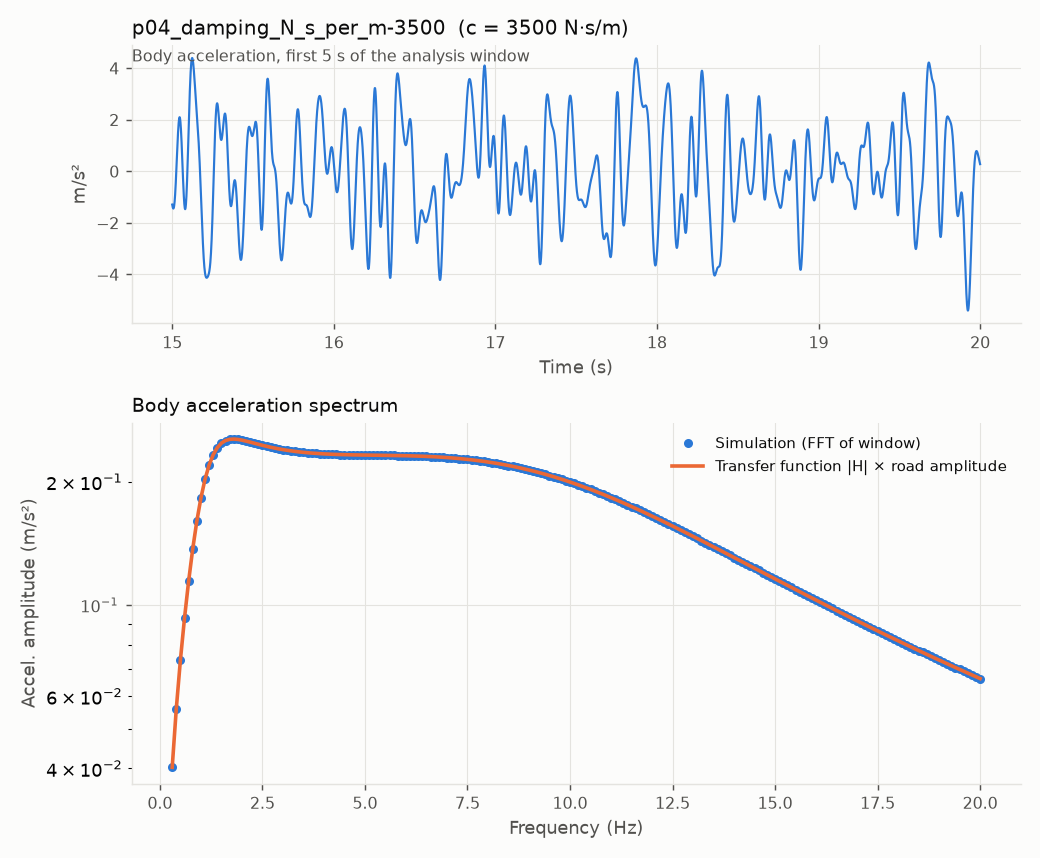 p04_damping_N_s_per_m-3500  (c = 3500 N·s/m)
Body acceleration, first 5 s of the analysis window
4
2
0
−2
−4
m/s²
15 16 17 18 19 20
Time (s)
Body acceleration spectrum
Simulation (FFT of window)
Transfer function |H| × road amplitude
2 × 10⁻¹
10⁻¹
6 × 10⁻²
4 × 10⁻²
Accel. amplitude (m/s²)
0.0 2.5 5.0 7.5 10.0 12.5 15.0 17.5 20.0
Frequency (Hz)